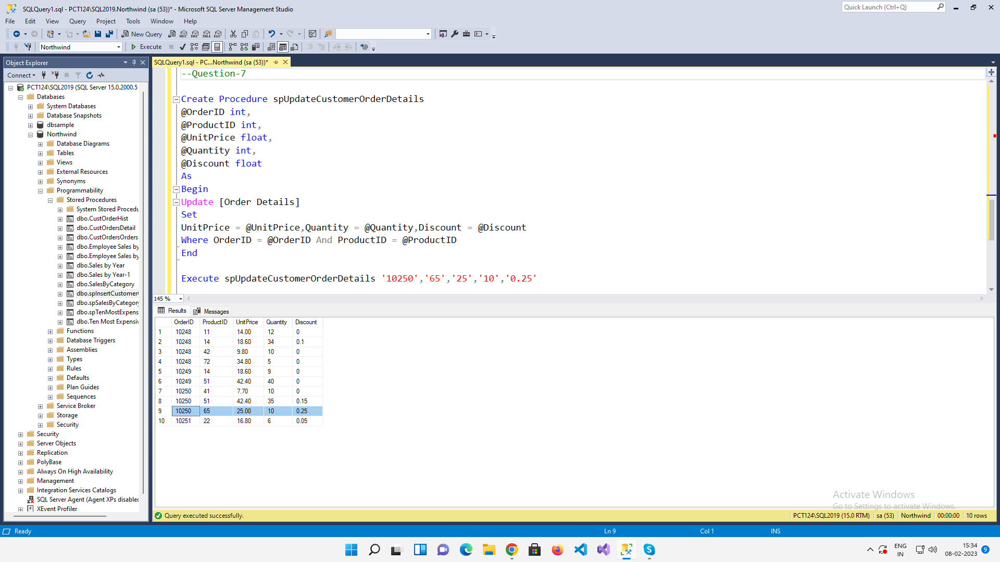 SQLQuery1.sql - PCT124\SQL2019.Northwind (sa (53))* - Microsoft SQL Server Management Studio
Quick Launch (Ctrl+Q)
File Edit View Query Project Tools Window Help
New Query MDX DMX XMLA DAX
Northwind Execute
Object Explorer
SQLQuery1.sql - PC...Northwind (sa (53))*
Connect
PCT124\SQL2019 (SQL Server 15.0.2000.5
Databases
System Databases
Database Snapshots
dbsample
Northwind
Database Diagrams
Tables
Views
External Resources
Synonyms
Programmability
Stored Procedures
System Stored Procedu
dbo.CustOrderHist
dbo.CustOrdersDetail
dbo.CustOrdersOrders
dbo.Employee Sales by
dbo.Employee Sales by
dbo.Sales by Year
dbo.Sales by Year-1
dbo.SalesByCategory
dbo.spInsertCustomer
dbo.spSalesByCategory
dbo.spTenMostExpens
dbo.Ten Most Expensiv
Functions
Database Triggers
Assemblies
Types
Rules
Defaults
Plan Guides
Sequences
Service Broker
Storage
Security
Security
Server Objects
Replication
PolyBase
Always On High Availability
Management
Integration Services Catalogs
SQL Server Agent (Agent XPs disabled
XEvent Profiler
--Question-7
Create Procedure spUpdateCustomerOrderDetails
@OrderID int,
@ProductID int,
@UnitPrice float,
@Quantity int,
@Discount float
As
Begin
Update [Order Details]
Set
UnitPrice = @UnitPrice,Quantity = @Quantity,Discount = @Discount
Where OrderID = @OrderID And ProductID = @ProductID
End
Execute spUpdateCustomerOrderDetails '10250','65','25','10','0.25'
145 %
Results Messages
OrderID ProductID UnitPrice Quantity Discount
1 10248 11 14.00 12 0
2 10248 14 18.60 34 0.1
3 10248 42 9.80 10 0
4 10248 72 34.80 5 0
5 10249 14 18.60 9 0
6 10249 51 42.40 40 0
7 10250 41 7.70 10 0
8 10250 51 42.40 35 0.15
9 10250 65 25.00 10 0.25
10 10251 22 16.80 6 0.05
Activate Windows
Go to Settings to activate Windows.
Query executed successfully. PCT124\SQL2019 (15.0 RTM) sa (53) Northwind 00:00:00 10 rows
Ready Ln 9 Col 1 INS
ENG
IN
15:34
08-02-2023
9